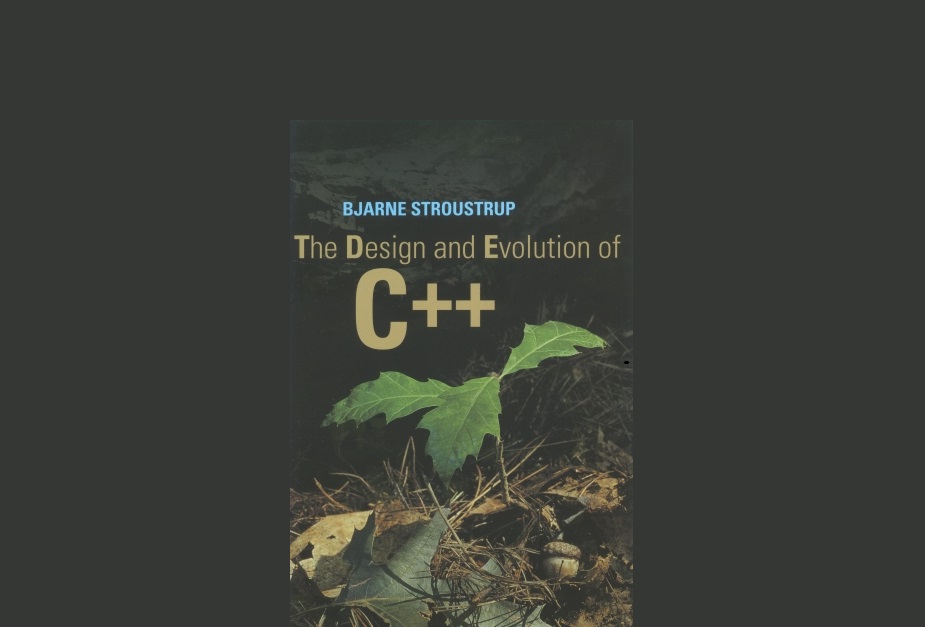 BJARNE STROUSTRUP
The Design and Evolution of
C++